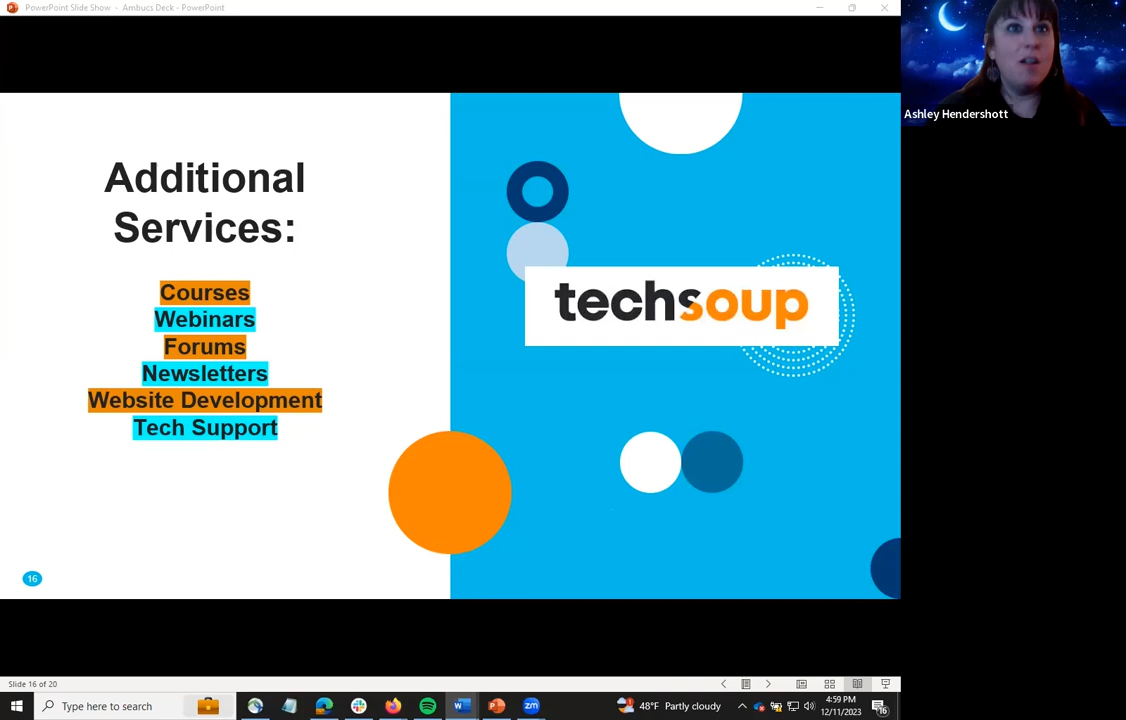 PowerPoint Slide Show - Ambucs Deck - PowerPoint
Ashley Hendershott
Additional
Services:
Courses
Webinars
Forums
Newsletters
Website Development
Tech Support
techsoup
16
Slide 16 of 20
Type here to search
48°F Partly cloudy
4:59 PM
12/11/2023
16